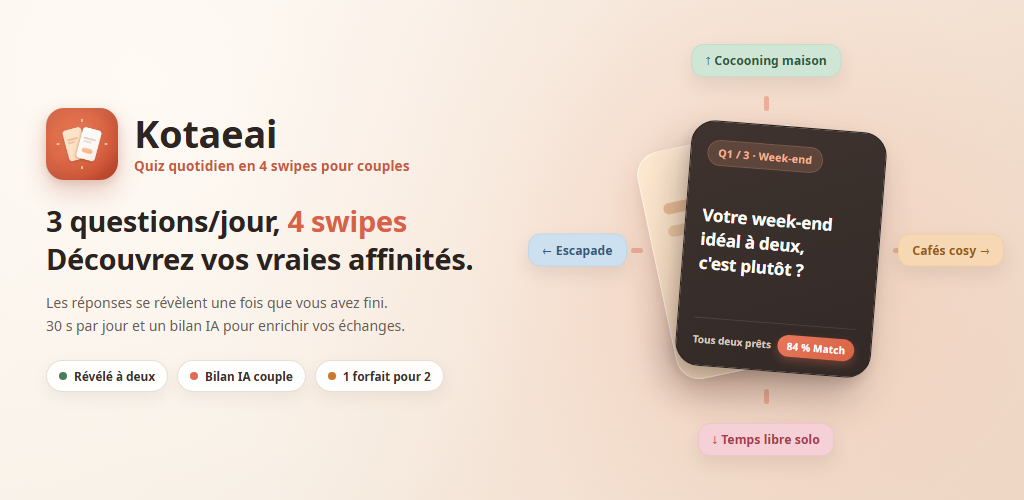 Kotaeai
Quiz quotidien en 4 swipes pour couples
3 questions/jour, 4 swipes
Découvrez vos vraies affinités.
Les réponses se révèlent une fois que vous avez fini.
30 s par jour et un bilan IA pour enrichir vos échanges.
Révélé à deux
Bilan IA couple
1 forfait pour 2
↑ Cocooning maison
Q1 / 3 · Week-end
Votre week-end
idéal à deux,
c'est plutôt ?
← Escapade
Cafés cosy →
Tous deux prêts
84 % Match
↓ Temps libre solo